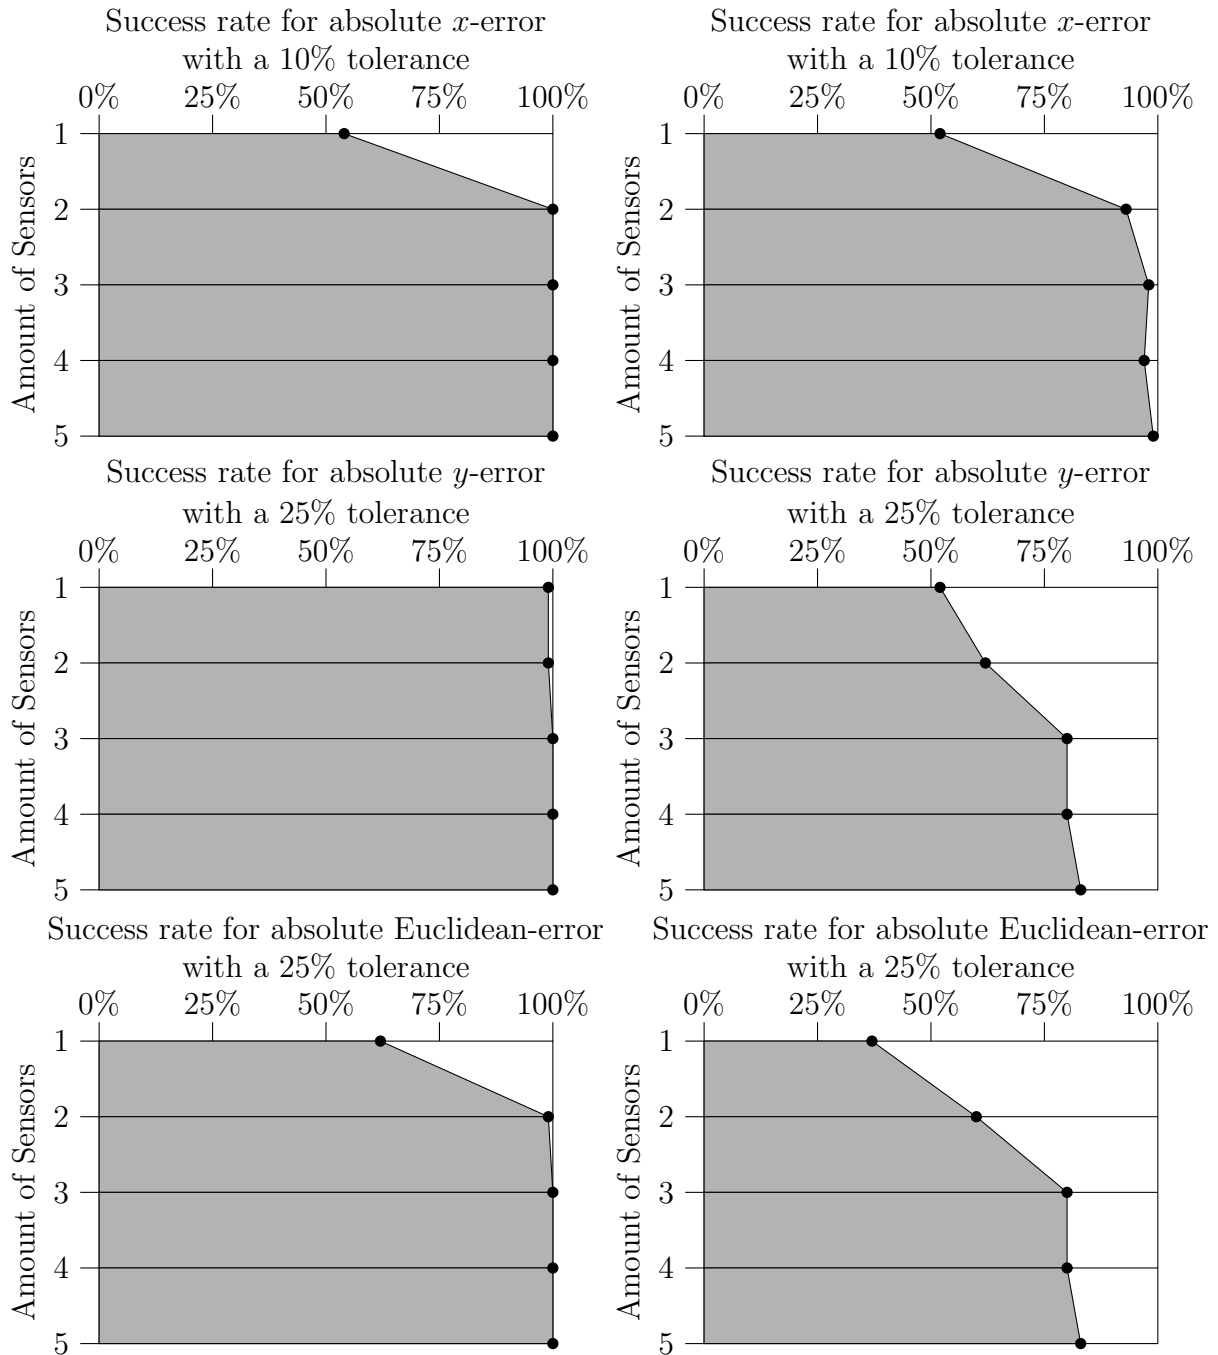 Success rate for absolute x-error
with a 10% tolerance
0% 25% 50% 75% 100%
Amount of Sensors
1
2
3
4
5
Success rate for absolute x-error
with a 10% tolerance
0% 25% 50% 75% 100%
Amount of Sensors
1
2
3
4
5
Success rate for absolute y-error
with a 25% tolerance
0% 25% 50% 75% 100%
Amount of Sensors
1
2
3
4
5
Success rate for absolute y-error
with a 25% tolerance
0% 25% 50% 75% 100%
Amount of Sensors
1
2
3
4
5
Success rate for absolute Euclidean-error
with a 25% tolerance
0% 25% 50% 75% 100%
Amount of Sensors
1
2
3
4
5
Success rate for absolute Euclidean-error
with a 25% tolerance
0% 25% 50% 75% 100%
Amount of Sensors
1
2
3
4
5